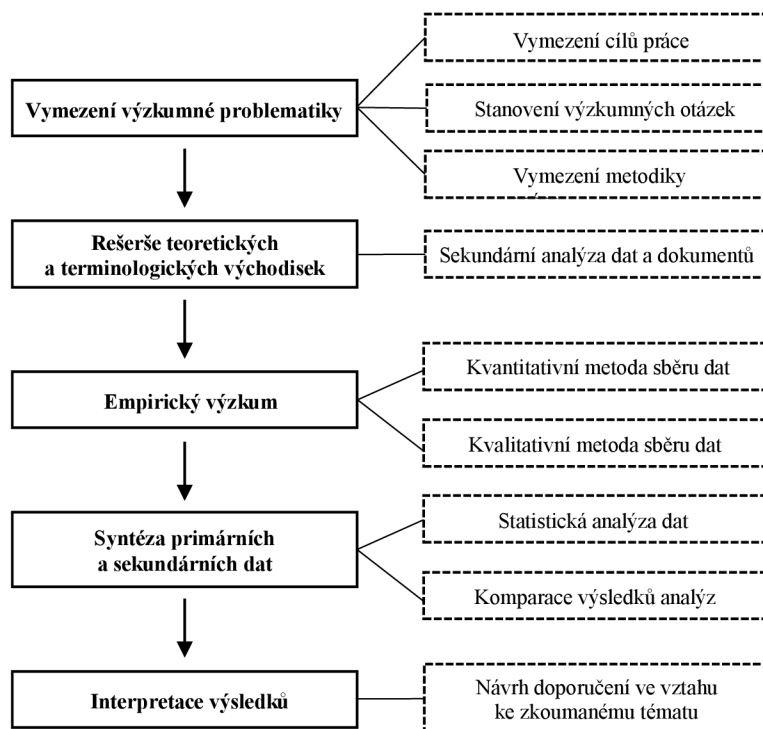 Vymezení cílů práce
Vymezení výzkumné problematiky
Stanovení výzkumných otázek
Vymezení metodiky
Rešerše teoretických
a terminologických východisek
Sekundární analýza dat a dokumentů
Kvantitativní metoda sběru dat
Empirický výzkum
Kvalitativní metoda sběru dat
Statistická analýza dat
Syntéza primárních
a sekundárních dat
Komparace výsledků analýz
Interpretace výsledků
Návrh doporučení ve vztahu
ke zkoumanému tématu